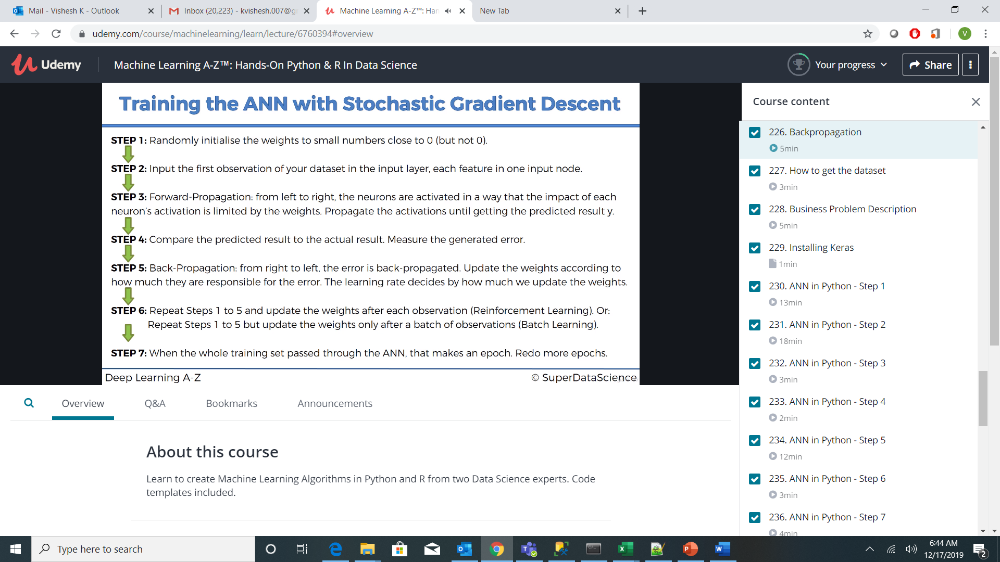 Mail - Vishesh K - Outlook
Inbox (20,223) - kvishesh.007@g
Machine Learning A-Z™: Han
New Tab
udemy.com/course/machinelearning/learn/lecture/6760394#overview
V
Udemy
Machine Learning A-Z™: Hands-On Python & R In Data Science
Your progress
Share
Training the ANN with Stochastic Gradient Descent
STEP 1: Randomly initialise the weights to small numbers close to 0 (but not 0).
STEP 2: Input the first observation of your dataset in the input layer, each feature in one input node.
STEP 3: Forward-Propagation: from left to right, the neurons are activated in a way that the impact of each
neuron's activation is limited by the weights. Propagate the activations until getting the predicted result y.
STEP 4: Compare the predicted result to the actual result. Measure the generated error.
STEP 5: Back-Propagation: from right to left, the error is back-propagated. Update the weights according to
how much they are responsible for the error. The learning rate decides by how much we update the weights.
STEP 6: Repeat Steps 1 to 5 and update the weights after each observation (Reinforcement Learning). Or:
Repeat Steps 1 to 5 but update the weights only after a batch of observations (Batch Learning).
STEP 7: When the whole training set passed through the ANN, that makes an epoch. Redo more epochs.
Deep Learning A-Z
© SuperDataScience
Course content
226. Backpropagation
5min
227. How to get the dataset
3min
228. Business Problem Description
5min
229. Installing Keras
1min
230. ANN in Python - Step 1
13min
231. ANN in Python - Step 2
18min
232. ANN in Python - Step 3
3min
233. ANN in Python - Step 4
2min
234. ANN in Python - Step 5
12min
235. ANN in Python - Step 6
3min
236. ANN in Python - Step 7
4min
Overview
Q&A
Bookmarks
Announcements
About this course
Learn to create Machine Learning Algorithms in Python and R from two Data Science experts. Code
templates included.
Type here to search
6:44 AM
12/17/2019
2